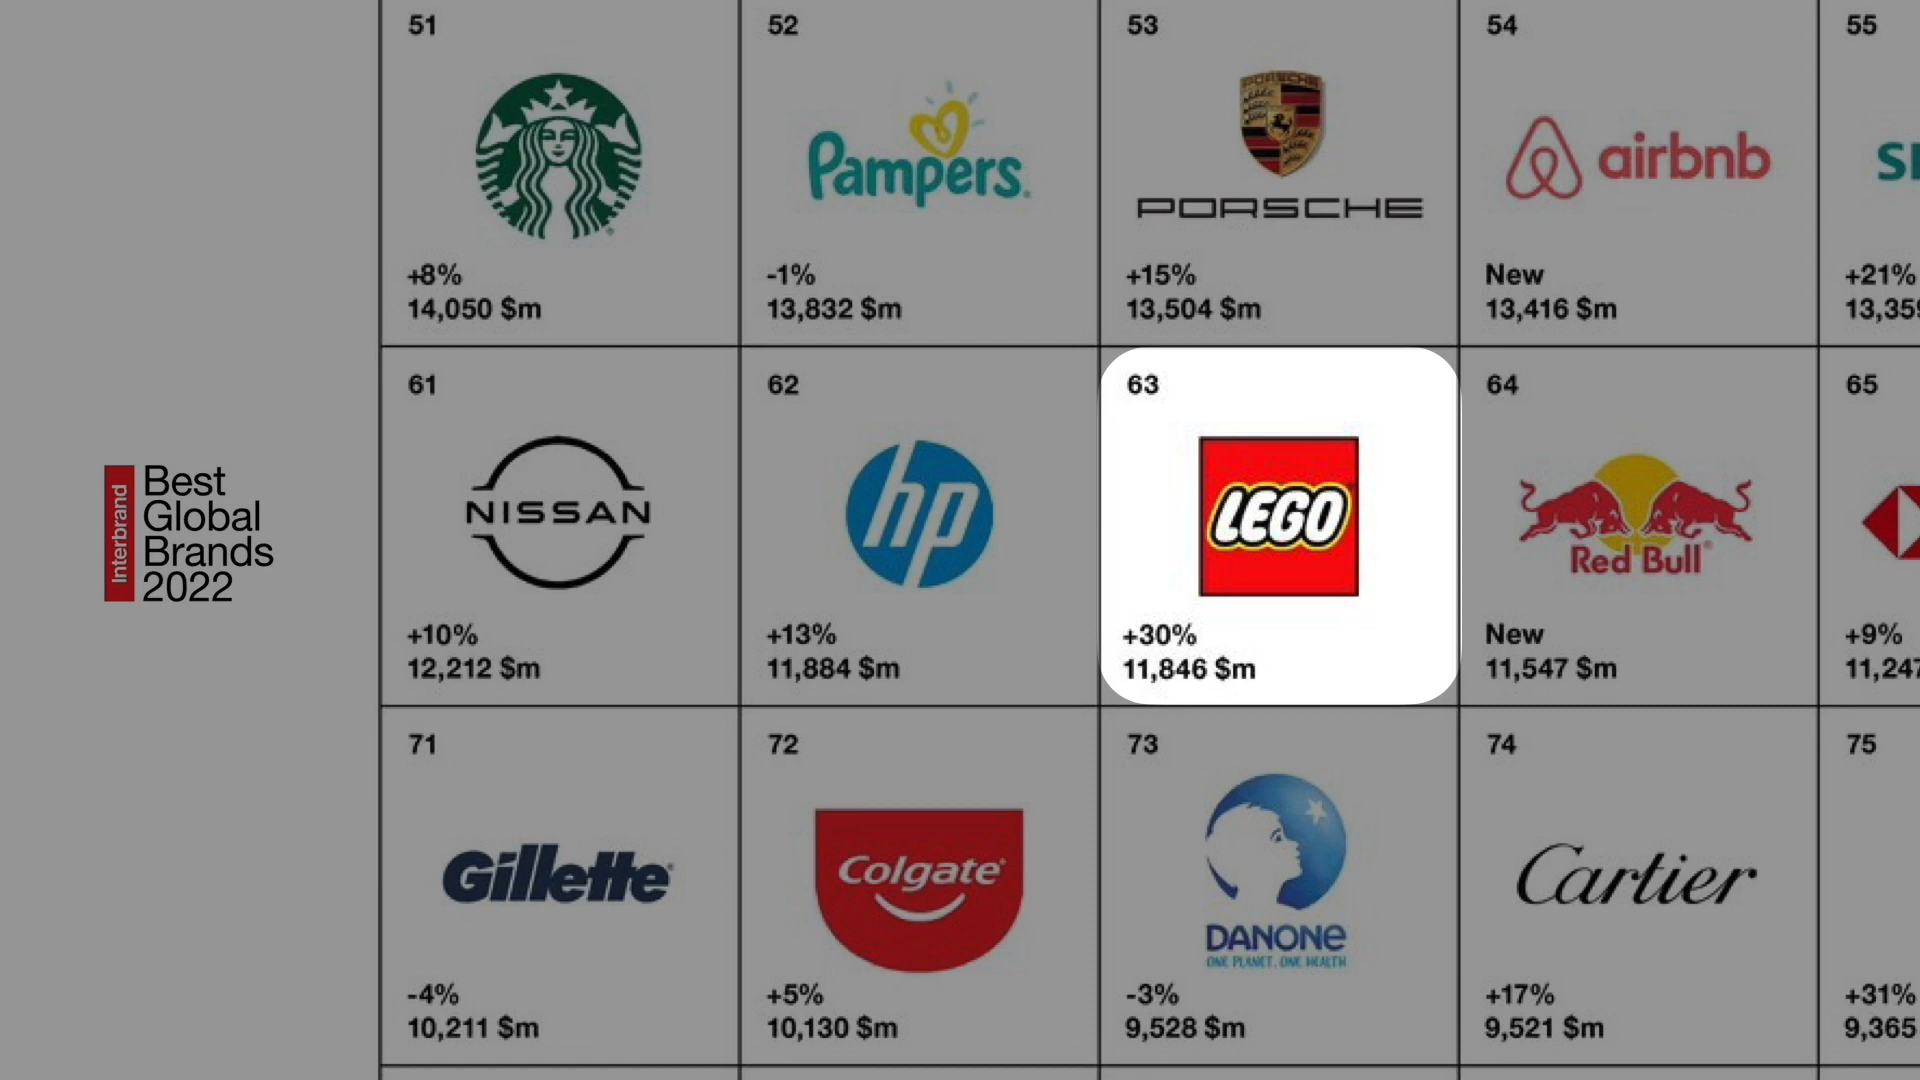 Interbrand
Best
Global
Brands
2022
51
+8%
14,050 $m
52
Pampers
-1%
13,832 $m
53
PORSCHE
PORSCHE
+15%
13,504 $m
54
airbnb
New
13,416 $m
55
+21%
61
NISSAN
+10%
12,212 $m
62
hp
+13%
11,884 $m
63
LEGO
+30%
11,846 $m
64
Red Bull
New
11,547 $m
65
+9%
11,247
71
Gillette
-4%
10,211 $m
72
Colgate
+5%
10,130 $m
73
DANONE
ONE PLANET. ONE HEALTH
-3%
9,528 $m
74
Cartier
+17%
9,521 $m
75
+31%
9,365